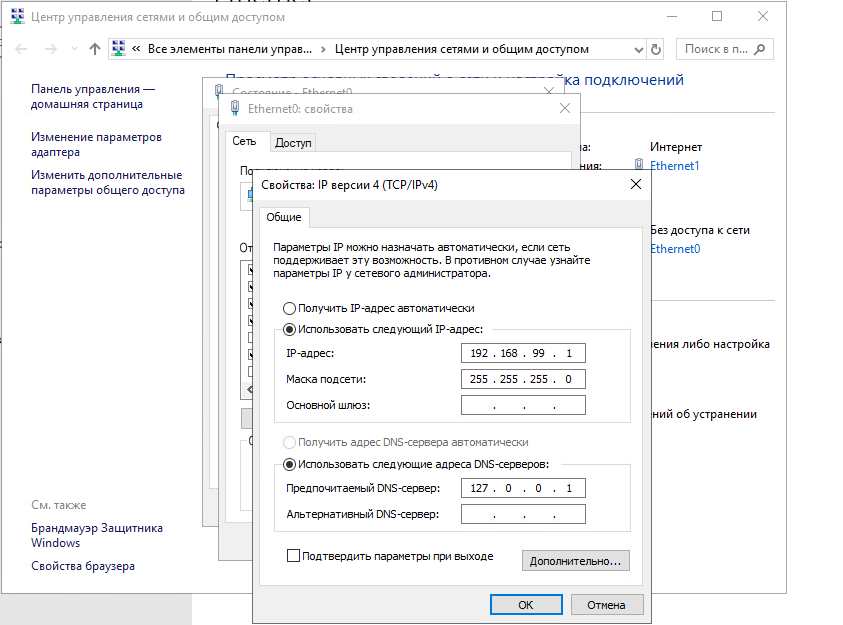 Центр управления сетями и общим доступом
« Все элементы панели управ... › Центр управления сетями и общим доступом
Поиск в п...
Панель управления —
домашняя страница
Изменение параметров
адаптера
Изменить дополнительные
параметры общего доступа
подключений
Интернет
Ethernet1
Без доступа к сети
Ethernet0
либо настройка
об устранении
См. также
Брандмауэр Защитника
Windows
Свойства браузера
Состояние - Ethernet0
Ethernet0: свойства
Сеть
Доступ
Свойства: IP версии 4 (TCP/IPv4)
Общие
Параметры IP можно назначать автоматически, если сеть
поддерживает эту возможность. В противном случае узнайте
параметры IP у сетевого администратора.
Получить IP-адрес автоматически
Использовать следующий IP-адрес:
IP-адрес:
192 . 168 . 99 . 1
Маска подсети:
255 . 255 . 255 . 0
Основной шлюз:
. . .
Получить адрес DNS-сервера автоматически
Использовать следующие адреса DNS-серверов:
Предпочитаемый DNS-сервер:
127 . 0 . 0 . 1
Альтернативный DNS-сервер:
. . .
Подтвердить параметры при выходе
Дополнительно...
ОК
Отмена